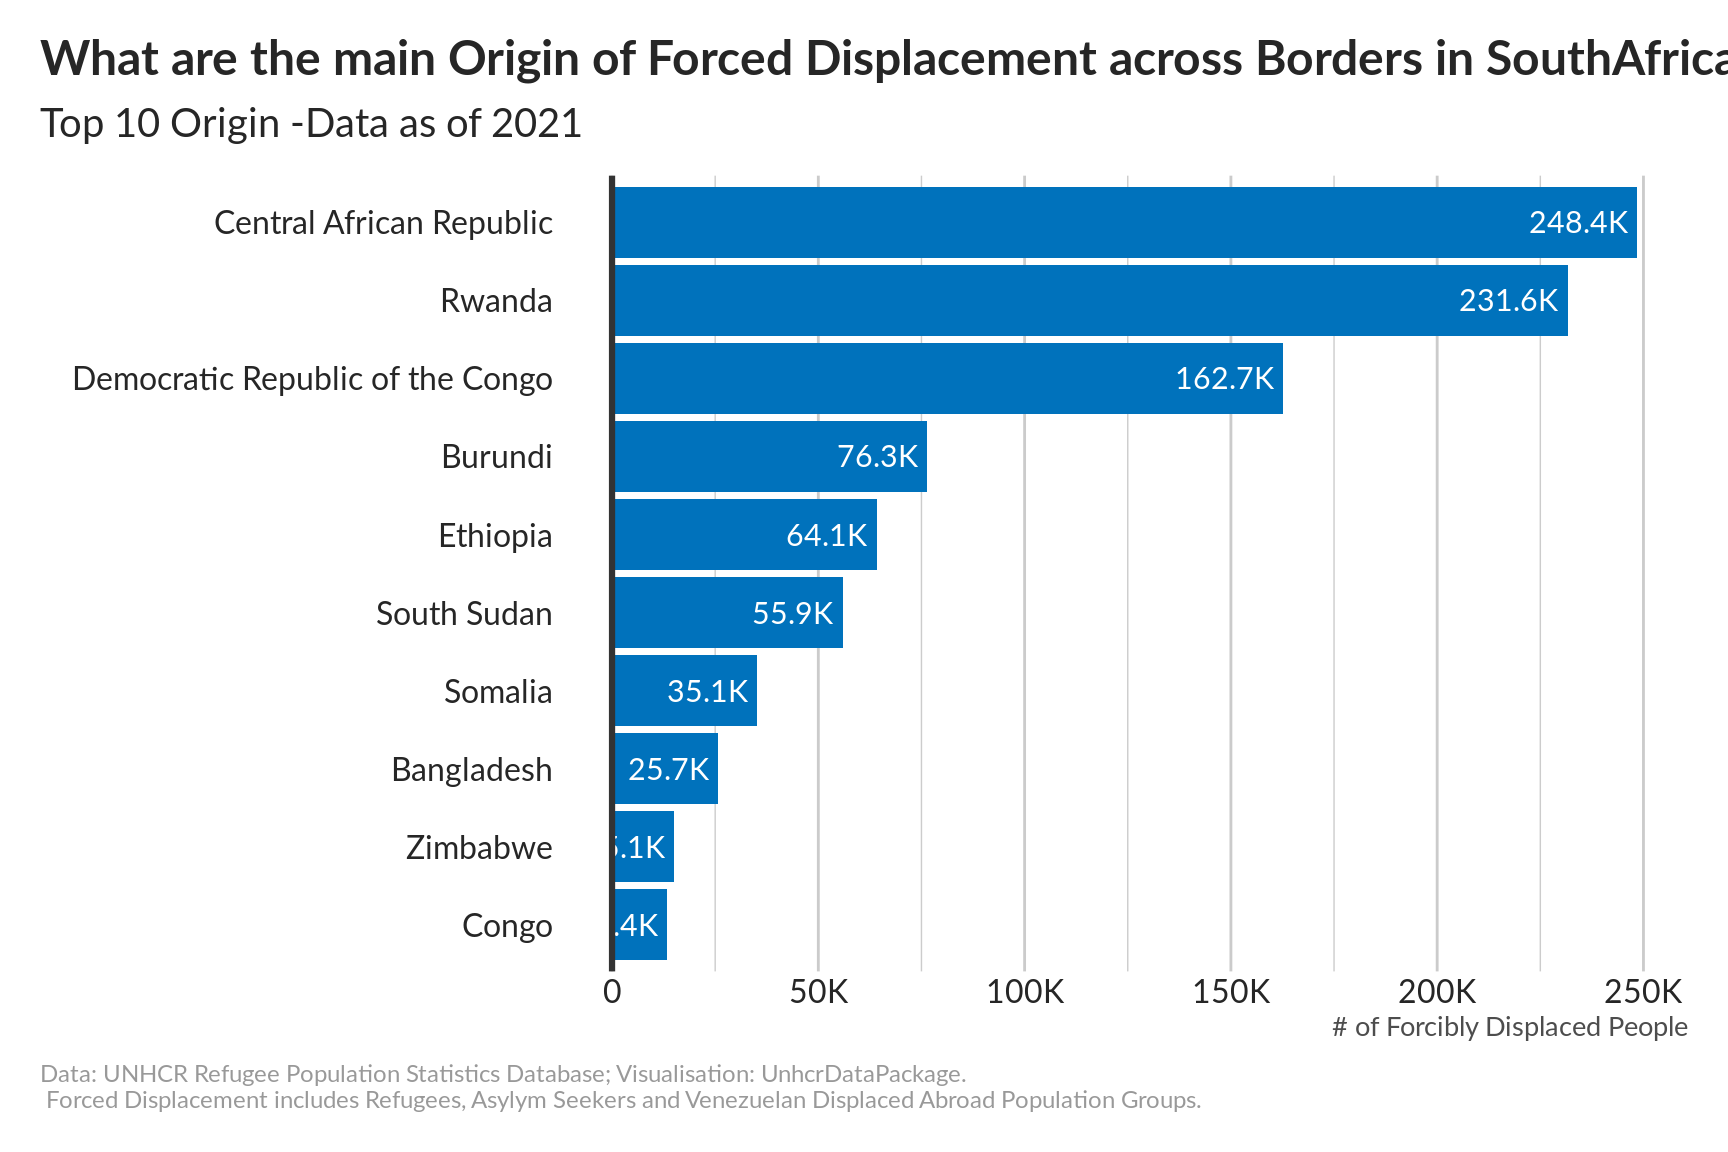 What are the main Origin of Forced Displacement across Borders in SouthAfrica
Top 10 Origin -Data as of 2021
Central African Republic 248.4K
Rwanda 231.6K
Democratic Republic of the Congo 162.7K
Burundi 76.3K
Ethiopia 64.1K
South Sudan 55.9K
Somalia 35.1K
Bangladesh 25.7K
Zimbabwe .1K
Congo .4K
0 50K 100K 150K 200K 250K
# of Forcibly Displaced People
Data: UNHCR Refugee Population Statistics Database; Visualisation: UnhcrDataPackage.
Forced Displacement includes Refugees, Asylym Seekers and Venezuelan Displaced Abroad Population Groups.